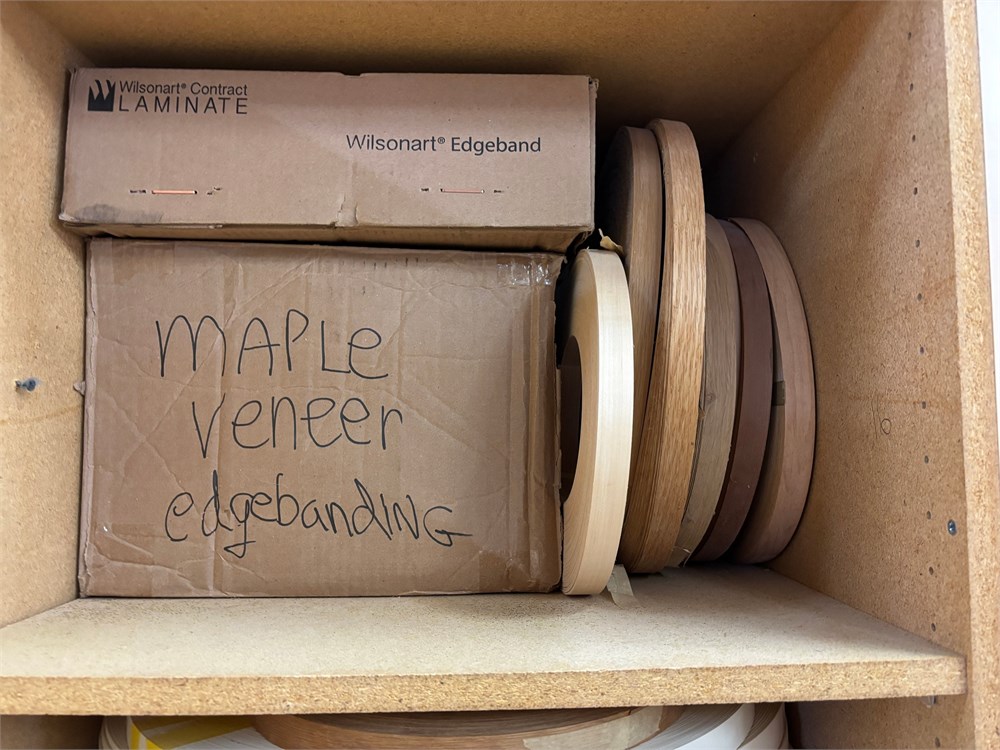 Wilsonart® Contract
LAMINATE
Wilsonart® Edgeband
MAPLe
veneer
edgebandiNG